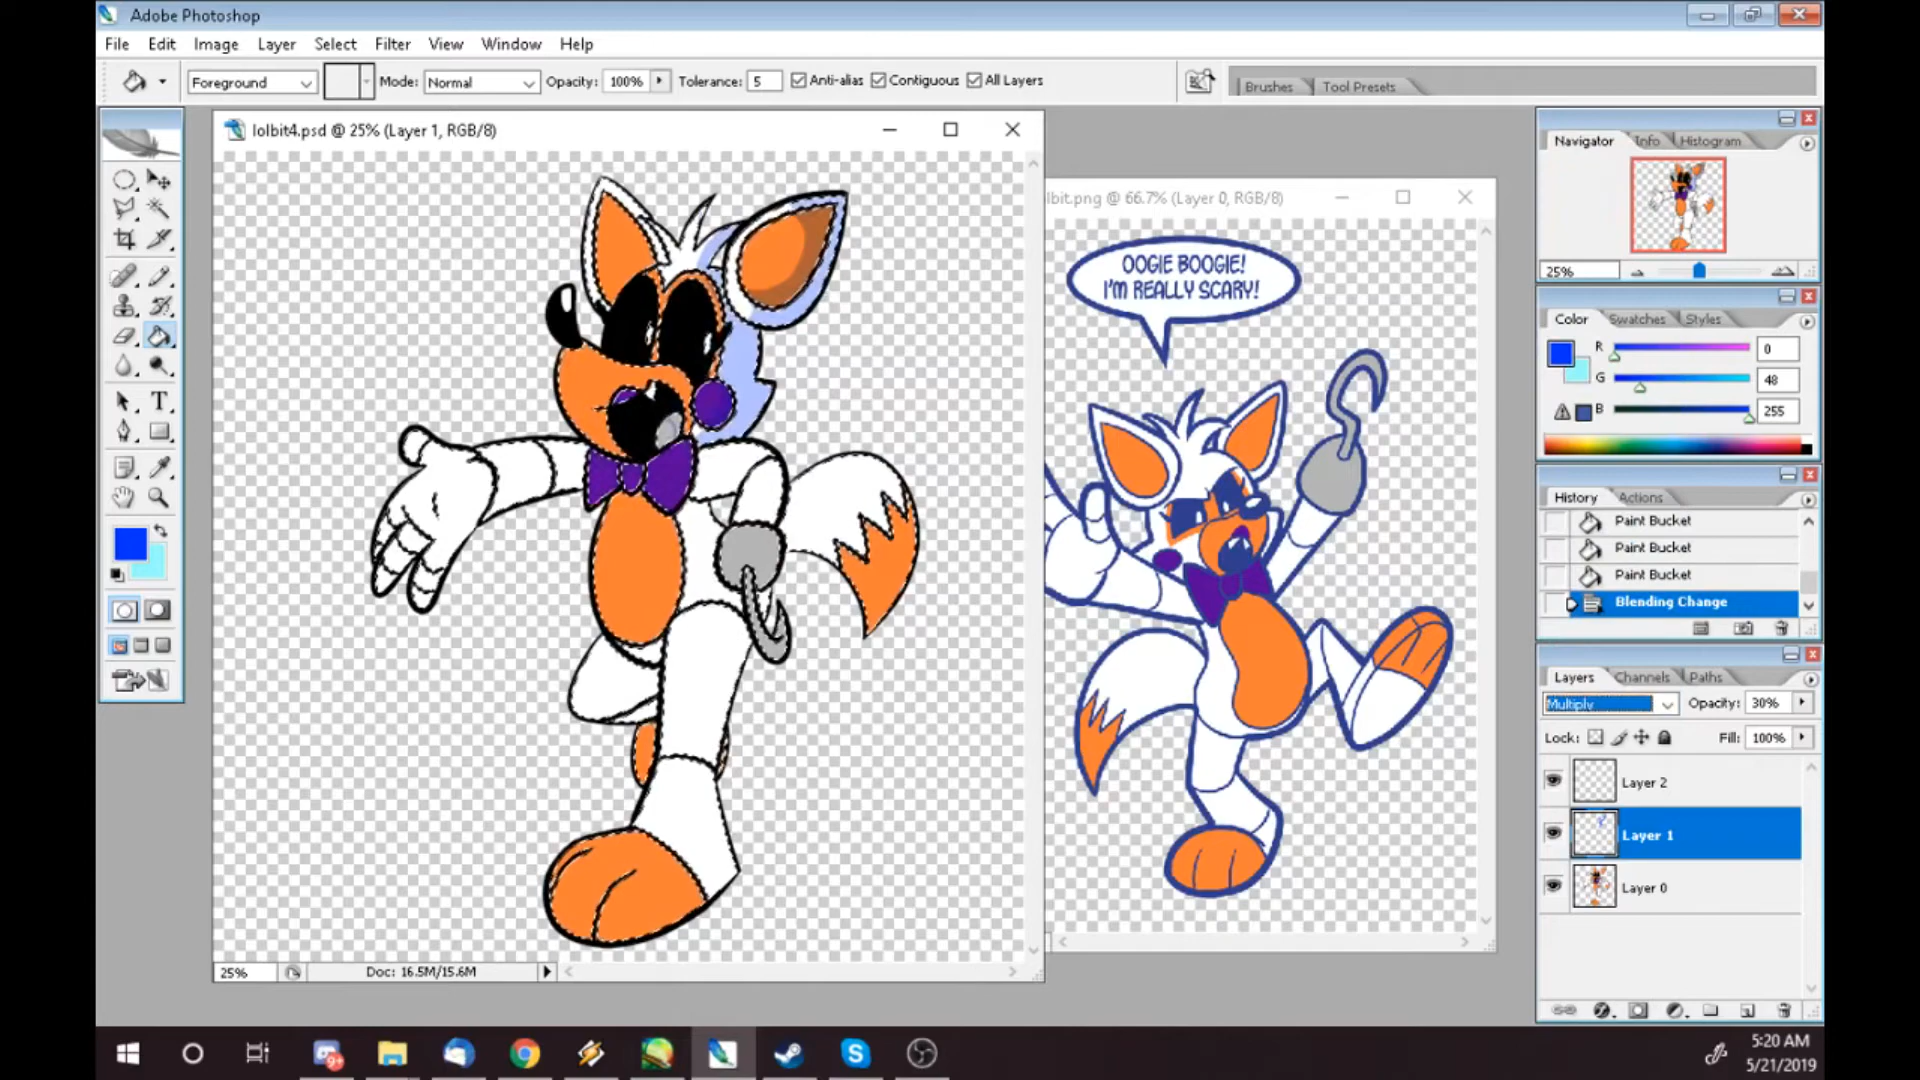 Adobe Photoshop
File Edit Image Layer Select Filter View Window Help
Foreground Mode: Normal Opacity: 100% Tolerance: 5 Anti-alias Contiguous All Layers Brushes Tool Presets
lolbit4.psd @ 25% (Layer 1, RGB/8)
lbit.png @ 66.7% (Layer 0, RGB/8)
OOGIE BOOGIE!
I'M REALLY SCARY!
25% Doc: 16.5M/15.6M
Navigator Info Histogram
25%
Color Swatches Styles
R 0
G 48
B 255
History Actions
Paint Bucket
Paint Bucket
Paint Bucket
Blending Change
Layers Channels Paths
Multiply Opacity: 30%
Lock: Fill: 100%
Layer 2
Layer 1
Layer 0
T
9+
S
5:20 AM
5/21/2019